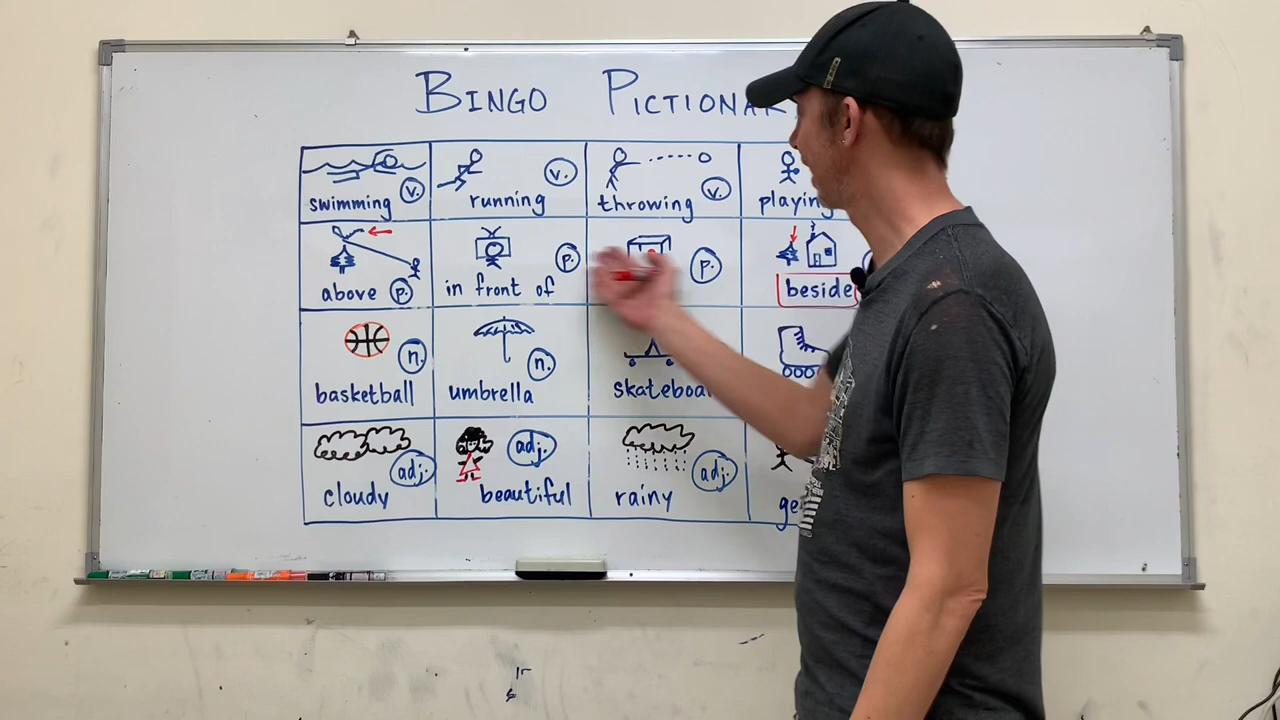 BINGO PICTIONAR
swimming v. running v. throwing v. playing
above p. in front of p. p. beside
basketball n. umbrella n. skateboar
cloudy adj. beautiful adj. rainy adj. ge